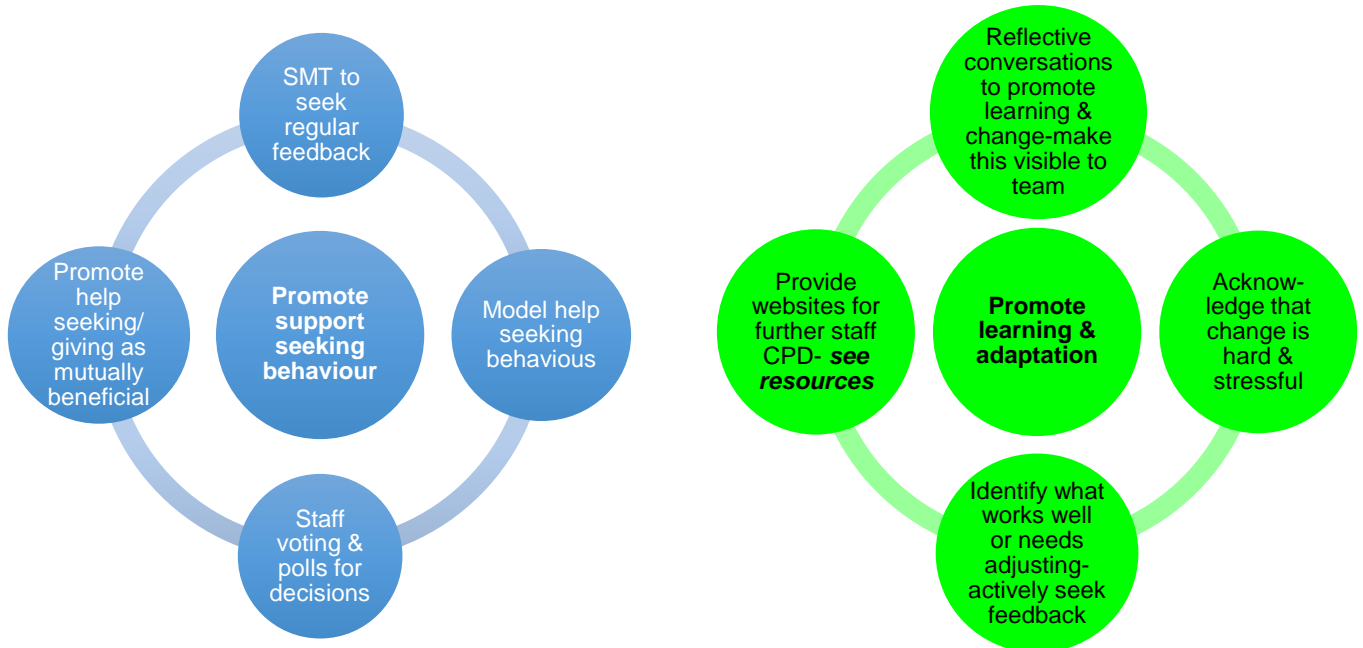 SMT to
seek
regular
feedback
Promote
help
seeking/
giving as
mutually
beneficial
Promote
support
seeking
behaviour
Model help
seeking
behavious
Staff
voting &
polls for
decisions
Reflective
conversations
to promote
learning &
change-make
this visible to
team
Provide
websites for
further staff
CPD- see
resources
Promote
learning &
adaptation
Acknow-
ledge that
change is
hard &
stressful
Identify what
works well
or needs
adjusting-
actively seek
feedback